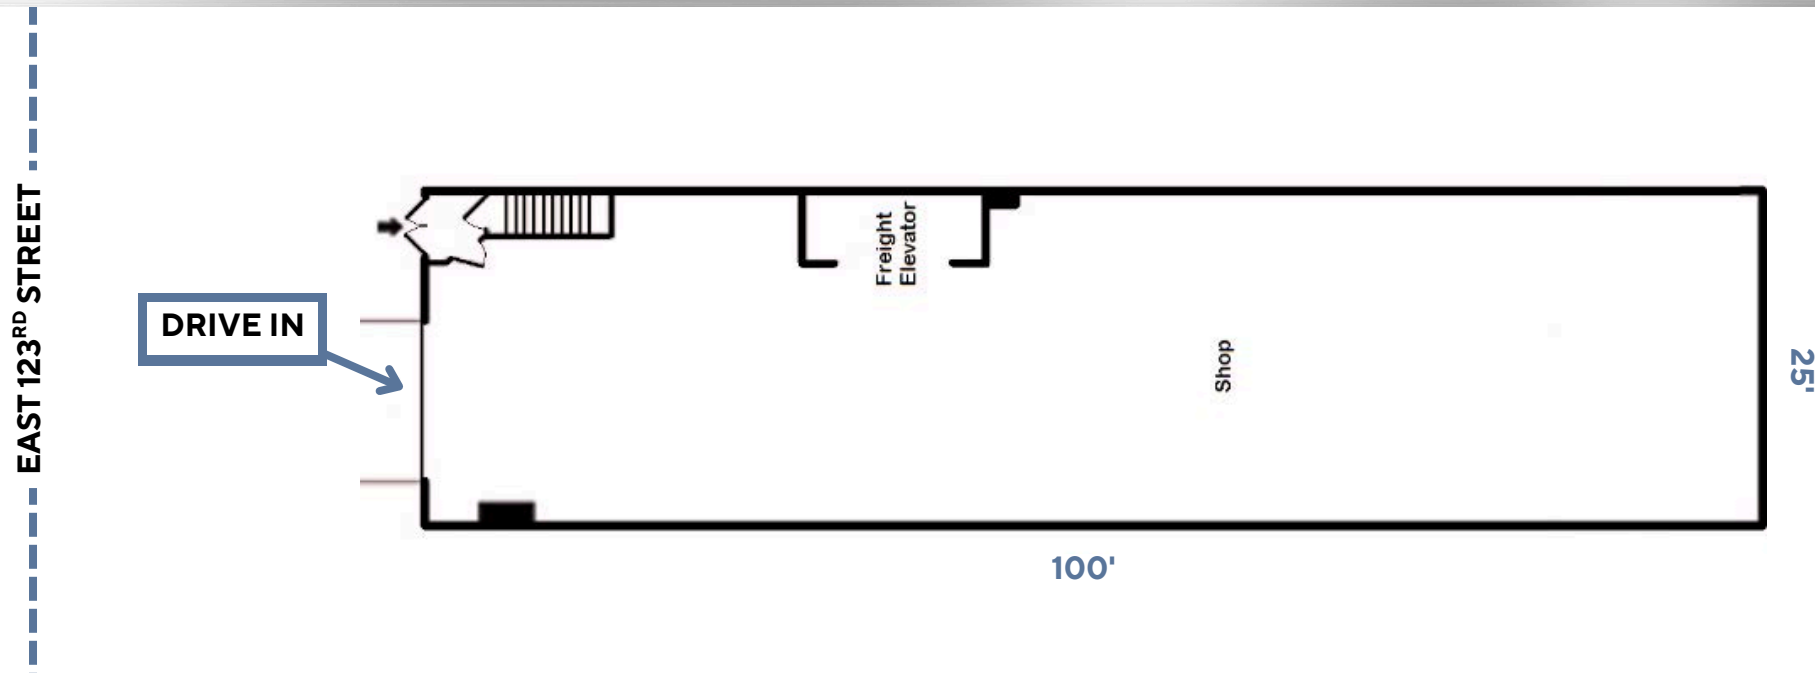 EAST 123RD STREET
DRIVE IN
Freight
Elevator
Shop
25'
100'